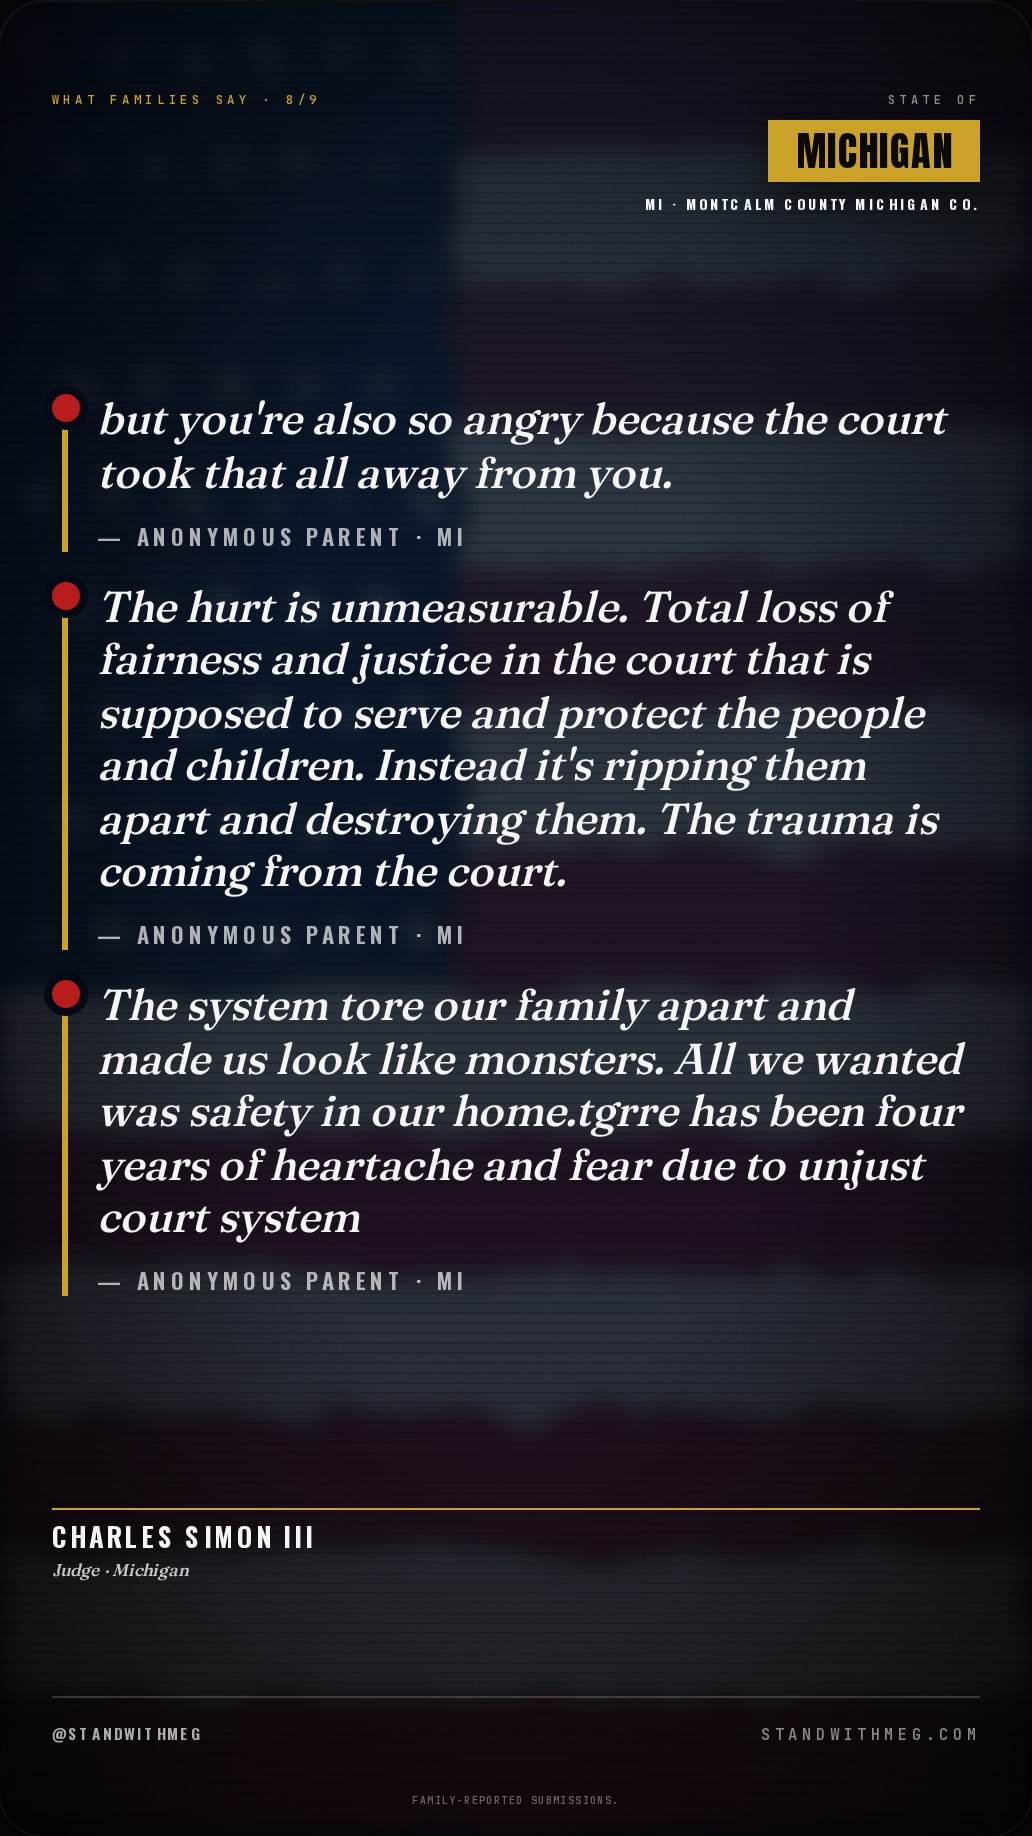 WHAT FAMILIES SAY · 8/9
STATE OF
MICHIGAN
MI · MONTCALM COUNTY MICHIGAN CO.
but you're also so angry because the court
took that all away from you.
— ANONYMOUS PARENT · MI
The hurt is unmeasurable. Total loss of
fairness and justice in the court that is
supposed to serve and protect the people
and children. Instead it's ripping them
apart and destroying them. The trauma is
coming from the court.
— ANONYMOUS PARENT · MI
The system tore our family apart and
made us look like monsters. All we wanted
was safety in our home.tgrre has been four
years of heartache and fear due to unjust
court system
— ANONYMOUS PARENT · MI
CHARLES SIMON III
Judge · Michigan
@STANDWITHMEG
STANDWITHMEG.COM
FAMILY-REPORTED SUBMISSIONS.